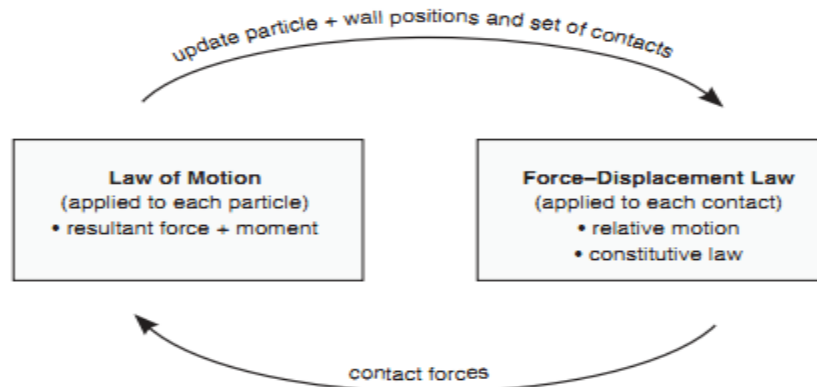 update particle + wall positions and set of contacts
Law of Motion
(applied to each particle)
• resultant force + moment
Force–Displacement Law
(applied to each contact)
• relative motion
• constitutive law
contact forces